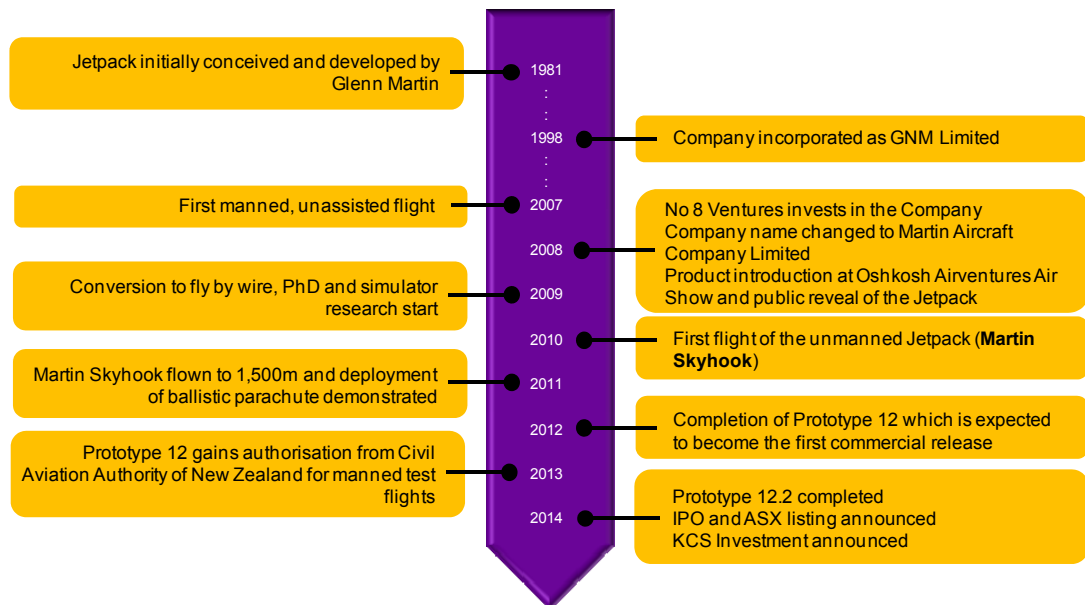 Jetpack initially conceived and developed by
Glenn Martin
1981
:
:
1998
Company incorporated as GNM Limited
:
:
First manned, unassisted flight
2007
No 8 Ventures invests in the Company
Company name changed to Martin Aircraft
Company Limited
Product introduction at Oshkosh Airventures Air
Show and public reveal of the Jetpack
2008
Conversion to fly by wire, PhD and simulator
research start
2009
2010
First flight of the unmanned Jetpack (Martin
Skyhook)
Martin Skyhook flown to 1,500m and deployment
of ballistic parachute demonstrated
2011
2012
Completion of Prototype 12 which is expected
to become the first commercial release
Prototype 12 gains authorisation from Civil
Aviation Authority of New Zealand for manned test
flights
2013
2014
Prototype 12.2 completed
IPO and ASX listing announced
KCS Investment announced